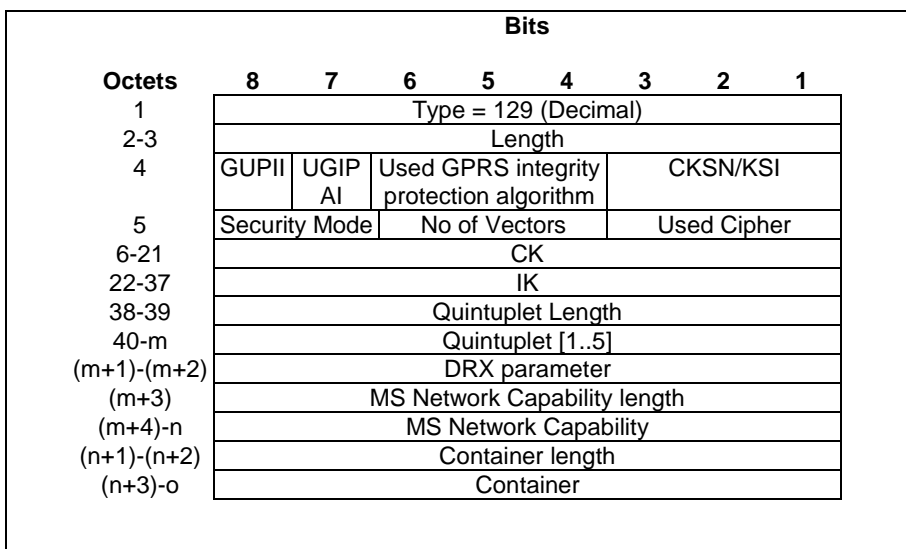 Bits
Octets 8 7 6 5 4 3 2 1
1 Type = 129 (Decimal)
2-3 Length
4 GUPII UGIP Used GPRS integrity CKSN/KSI
AI protection algorithm
5 Security Mode No of Vectors Used Cipher
6-21 CK
22-37 IK
38-39 Quintuplet Length
40-m Quintuplet [1..5]
(m+1)-(m+2) DRX parameter
(m+3) MS Network Capability length
(m+4)-n MS Network Capability
(n+1)-(n+2) Container length
(n+3)-o Container